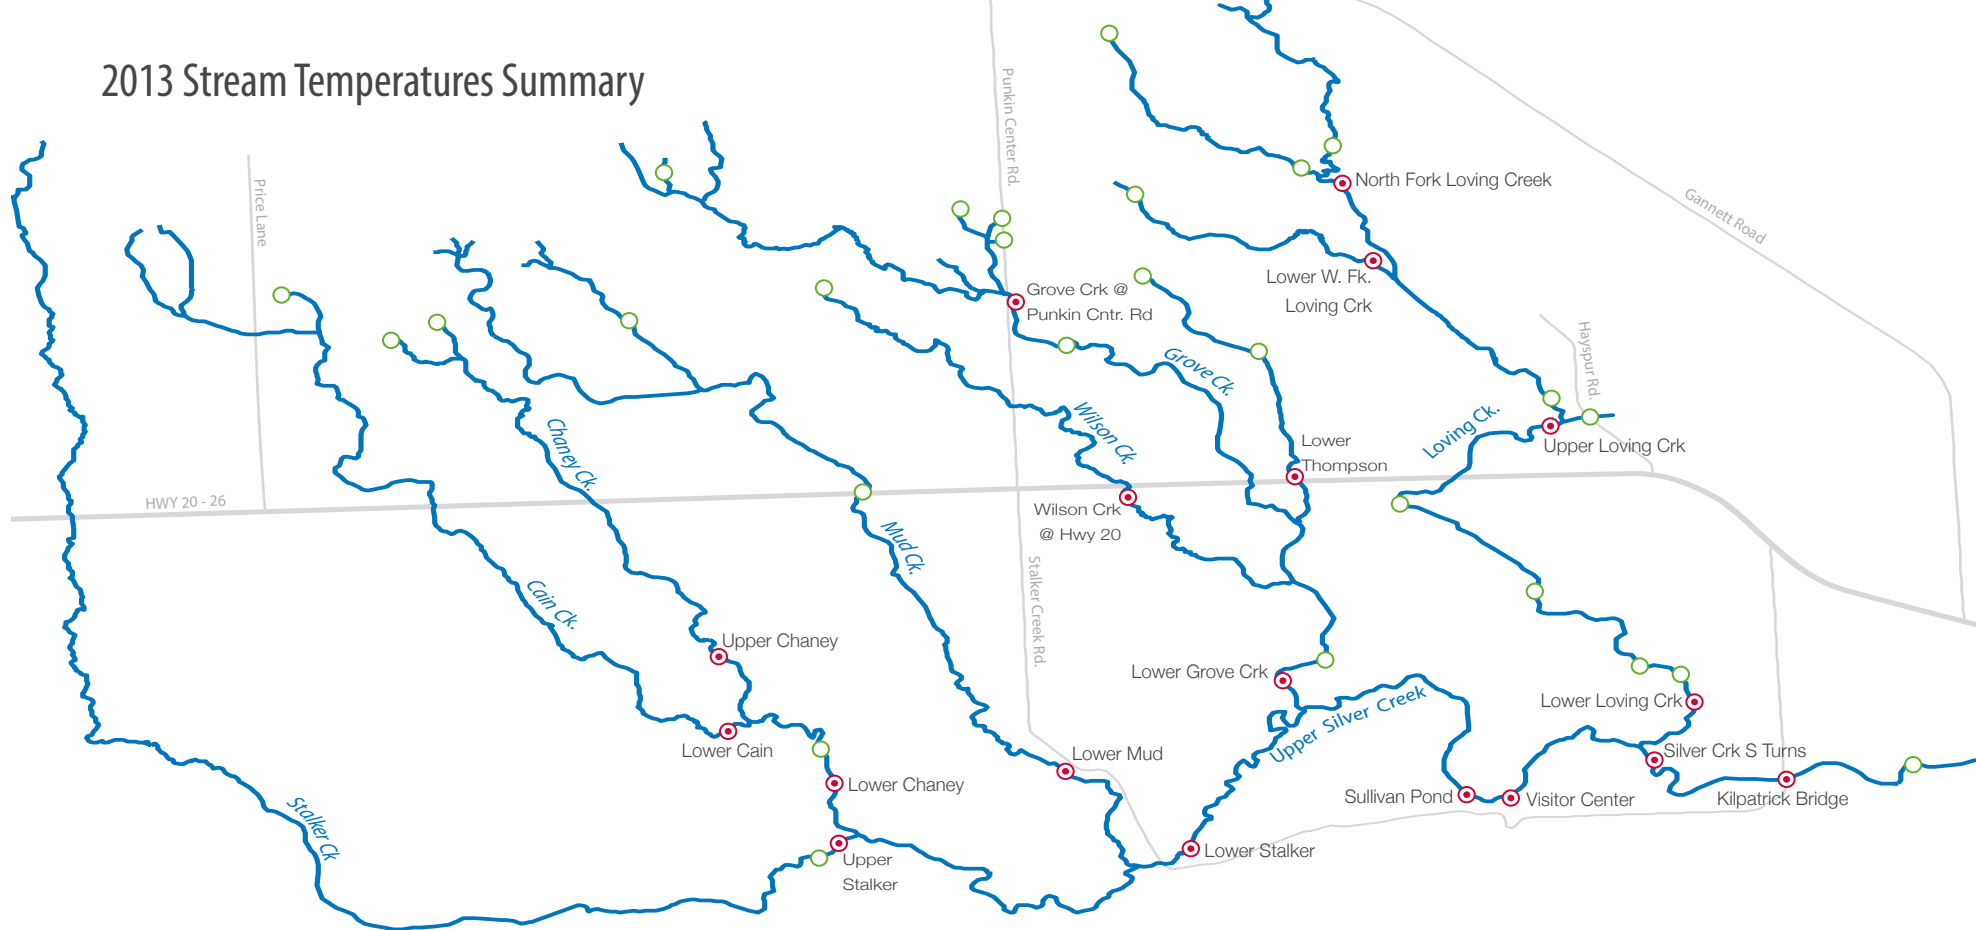 2013 Stream Temperatures Summary
Punkin Center Rd.
Price Lane
North Fork Loving Creek
Gannett Road
Lower W. Fk.
Loving Crk
Grove Crk @
Punkin Cntr. Rd
Hayspur Rd.
Grove Ck.
Wilson Ck.
Loving Ck.
Chaney Ck.
Lower
Thompson
Upper Loving Crk
HWY 20 - 26
Wilson Crk
@ Hwy 20
Mud Ck.
Stalker Creek Rd.
Cain Ck.
Upper Chaney
Lower Grove Crk
Lower Loving Crk
Upper Silver Creek
Lower Cain
Lower Mud
Silver Crk S Turns
Lower Chaney
Sullivan Pond
Visitor Center
Kilpatrick Bridge
Stalker Ck
Lower Stalker
Upper
Stalker